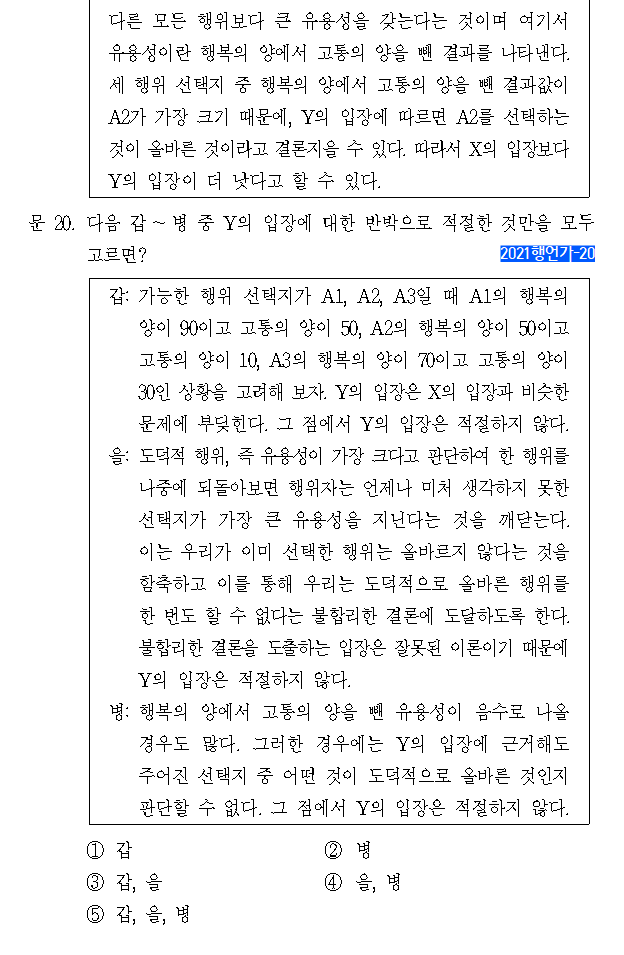 다른 모든 행위보다 큰 유용성을 갖는다는 것이며 여기서
유용성이란 행복의 양에서 고통의 양을 뺀 결과를 나타낸다.
세 행위 선택지 중 행복의 양에서 고통의 양을 뺀 결과값이
A2가 가장 크기 때문에, Y의 입장에 따르면 A2를 선택하는
것이 올바른 것이라고 결론지을 수 있다. 따라서 X의 입장보다
Y의 입장이 더 낫다고 할 수 있다.
문 20. 다음 갑 ~ 병 중 Y의 입장에 대한 반박으로 적절한 것만을 모두
고르면? 2021행언가-20
갑: 가능한 행위 선택지가 A1, A2, A3일 때 A1의 행복의
양이 90이고 고통의 양이 50, A2의 행복의 양이 50이고
고통의 양이 10, A3의 행복의 양이 70이고 고통의 양이
30인 상황을 고려해 보자. Y의 입장은 X의 입장과 비슷한
문제에 부딪힌다. 그 점에서 Y의 입장은 적절하지 않다.
을: 도덕적 행위, 즉 유용성이 가장 크다고 판단하여 한 행위를
나중에 되돌아보면 행위자는 언제나 미처 생각하지 못한
선택지가 가장 큰 유용성을 지닌다는 것을 깨닫는다.
이는 우리가 이미 선택한 행위는 올바르지 않다는 것을
함축하고 이를 통해 우리는 도덕적으로 올바른 행위를
한 번도 할 수 없다는 불합리한 결론에 도달하도록 한다.
불합리한 결론을 도출하는 입장은 잘못된 이론이기 때문에
Y의 입장은 적절하지 않다.
병: 행복의 양에서 고통의 양을 뺀 유용성이 음수로 나올
경우도 많다. 그러한 경우에는 Y의 입장에 근거해도
주어진 선택지 중 어떤 것이 도덕적으로 올바른 것인지
판단할 수 없다. 그 점에서 Y의 입장은 적절하지 않다.
① 갑 ② 병
③ 갑, 을 ④ 을, 병
⑤ 갑, 을, 병